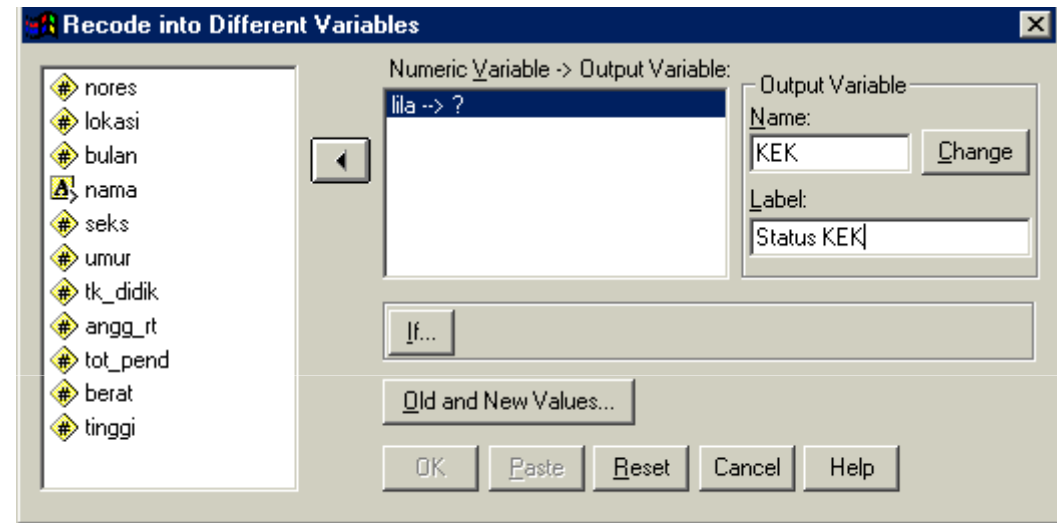 Recode into Different Variables
nores
lokasi
bulan
nama
seks
umur
tk_didik
angg_rt
tot_pend
berat
tinggi
Numeric Variable -> Output Variable:
lila --> ?
Output Variable
Name:
KEK
Change
Label:
Status KEK
If...
Old and New Values...
OK
Paste
Reset
Cancel
Help